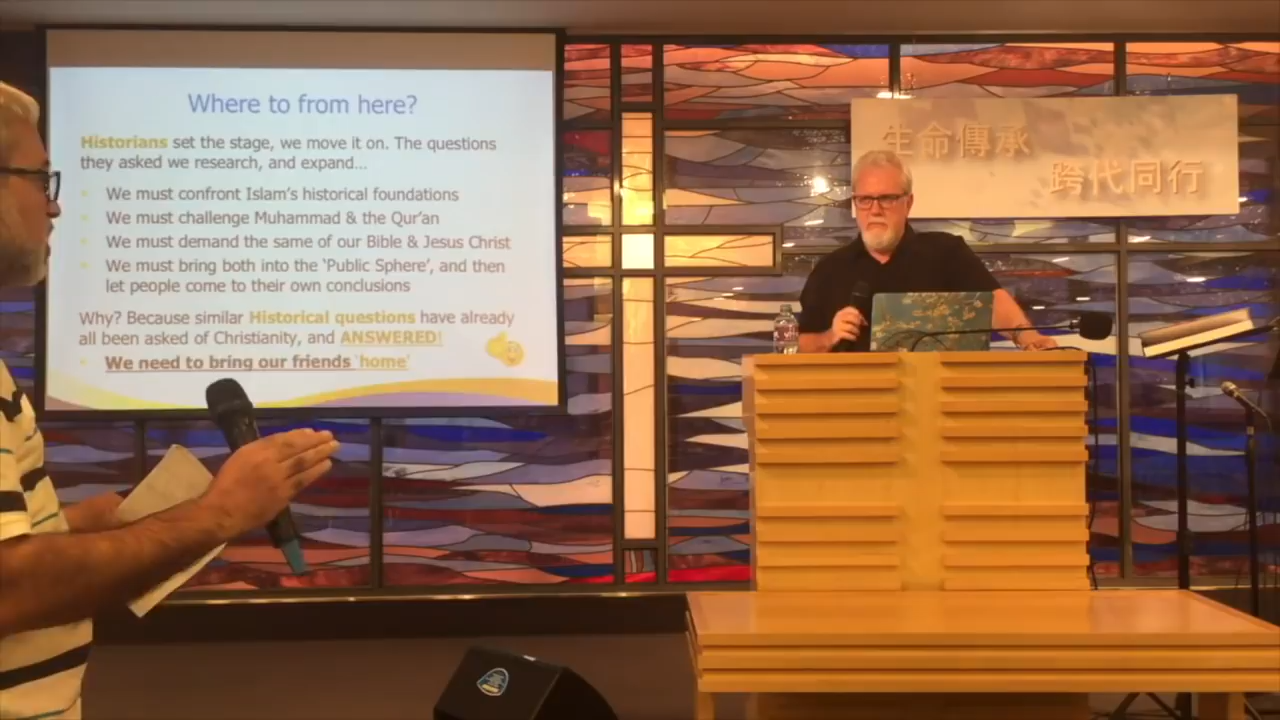 Where to from here?
Historians set the stage, we move it on. The questions
they asked we research, and expand...
We must confront Islam's historical foundations
We must challenge Muhammad & the Qur'an
We must demand the same of our Bible & Jesus Christ
We must bring both into the 'Public Sphere', and then
let people come to their own conclusions
Why? Because similar Historical questions have already
all been asked of Christianity, and ANSWERED!
We need to bring our friends 'home'
生命傳承
跨代同行